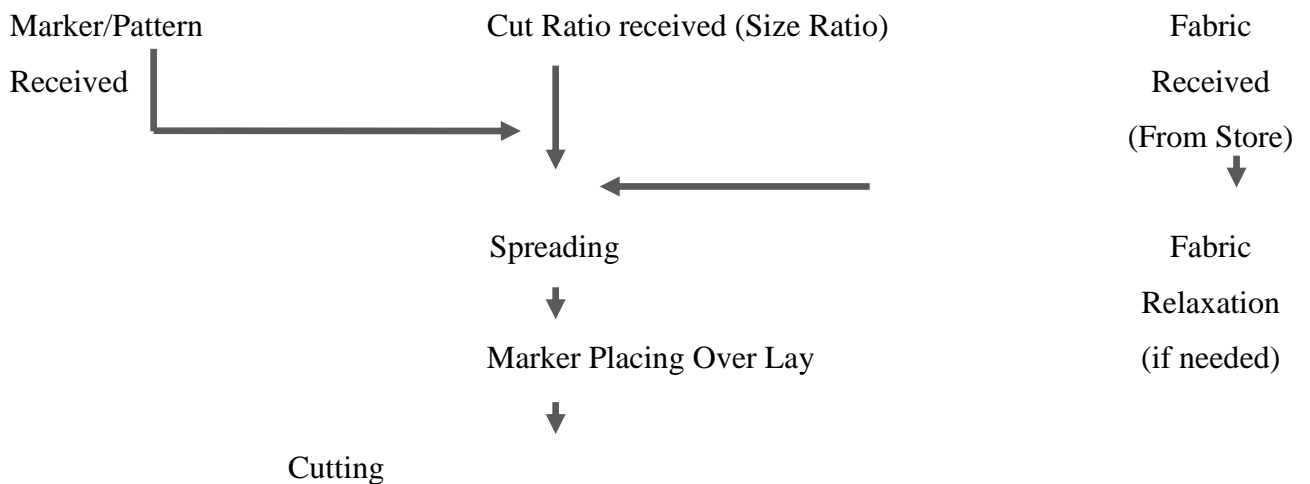 Marker/Pattern
Received
Cut Ratio received (Size Ratio)
Fabric
Received
(From Store)
Spreading
Marker Placing Over Lay
Cutting
Fabric
Relaxation
(if needed)